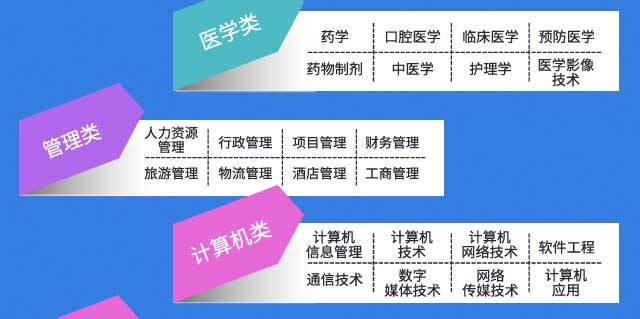 医学类
药学 口腔医学 临床医学 预防医学
药物制剂 中医学 护理学 医学影像
技术
管理类
人力资源
管理 行政管理 项目管理 财务管理
旅游管理 物流管理 酒店管理 工商管理
计算机类
计算机 计算机 计算机
信息管理 技术 网络技术 软件工程
通信技术 数字 网络 计算机
媒体技术 传媒技术 应用